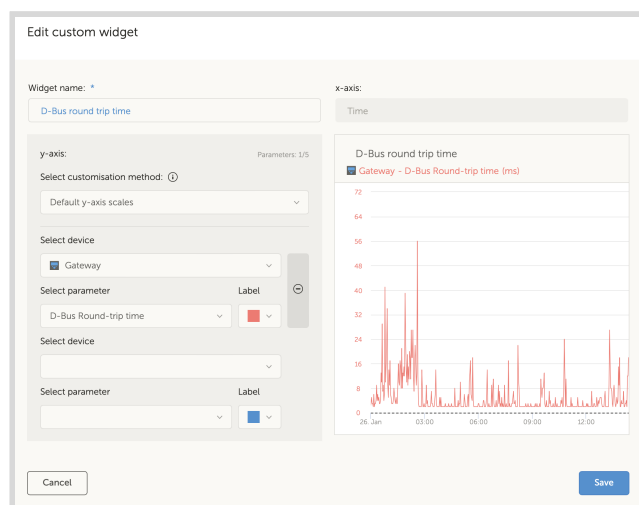 Edit custom widget
Widget name: *
D-Bus round trip time
x-axis:
Time
y-axis:
Parameters: 1/5
Select customisation method:
Default y-axis scales
Select device
Gateway
Select parameter
Label
D-Bus Round-trip time
Select device
Select parameter
Label
D-Bus round trip time
Gateway - D-Bus Round-trip time (ms)
72
64
56
48
40
32
24
16
8
0
26. Jan
03:00
06:00
09:00
12:00
Cancel
Save